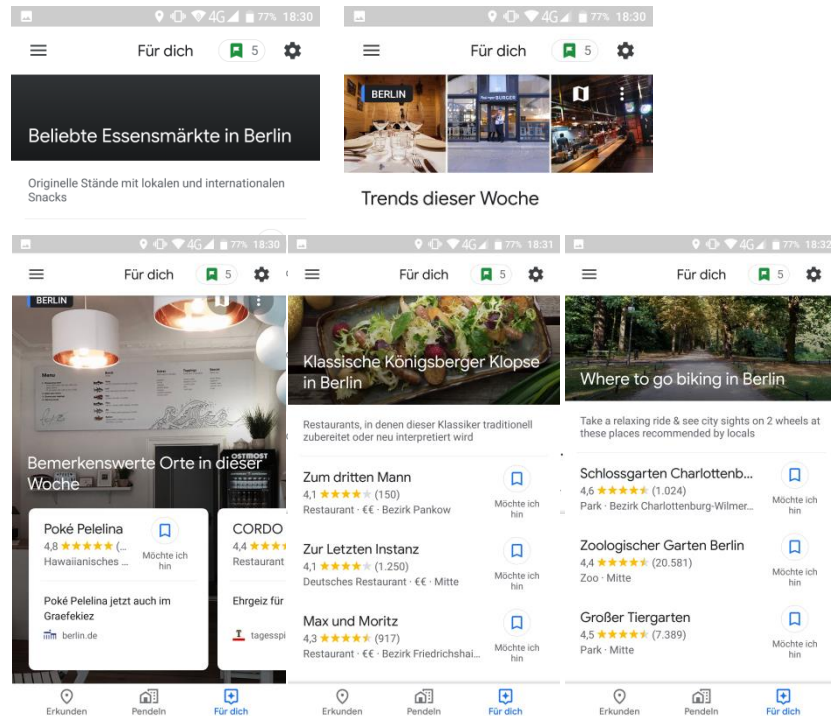 77% 18:30
Für dich 5
Beliebte Essensmärkte in Berlin
Originelle Stände mit lokalen und internationalen
Snacks
4G 77% 18:30
Für dich 5
BERLIN
BURGER
Trends dieser Woche
4G 77% 18:30
Für dich 5
BERLIN
Menu
OSTMOST
Bemerkenswerte Orte in dieser
Woche
Poké Pelelina
4,8 (...
Hawaiianisches ...
Möchte ich
hin
Poké Pelelina jetzt auch im
Graefekiez
berlin.de
CORDO
4,4
Restaurant
Ehrgeiz für
tagesspi
Erkunden Pendeln Für dich
4G 77% 18:31
Für dich 5
Klassische Königsberger Klopse
in Berlin
Restaurants, in denen dieser Klassiker traditionell
zubereitet oder neu interpretiert wird
Zum dritten Mann
4,1 (150)
Restaurant · €€ · Bezirk Pankow
Möchte ich
hin
Zur Letzten Instanz
4,1 (1.250)
Deutsches Restaurant · €€ · Mitte
Möchte ich
hin
Max und Moritz
4,3 (917)
Restaurant · €€ · Bezirk Friedrichshai...
Möchte ich
hin
Erkunden Pendeln Für dich
4G 77% 18:32
Für dich 5
Where to go biking in Berlin
Take a relaxing ride & see city sights on 2 wheels at
these places recommended by locals
Schlossgarten Charlottenb...
4,6 (1.024)
Park · Bezirk Charlottenburg-Wilmer...
Möchte ich
hin
Zoologischer Garten Berlin
4,4 (20.581)
Zoo · Mitte
Möchte ich
hin
Großer Tiergarten
4,5 (7.389)
Park · Mitte
Möchte ich
hin
Erkunden Pendeln Für dich